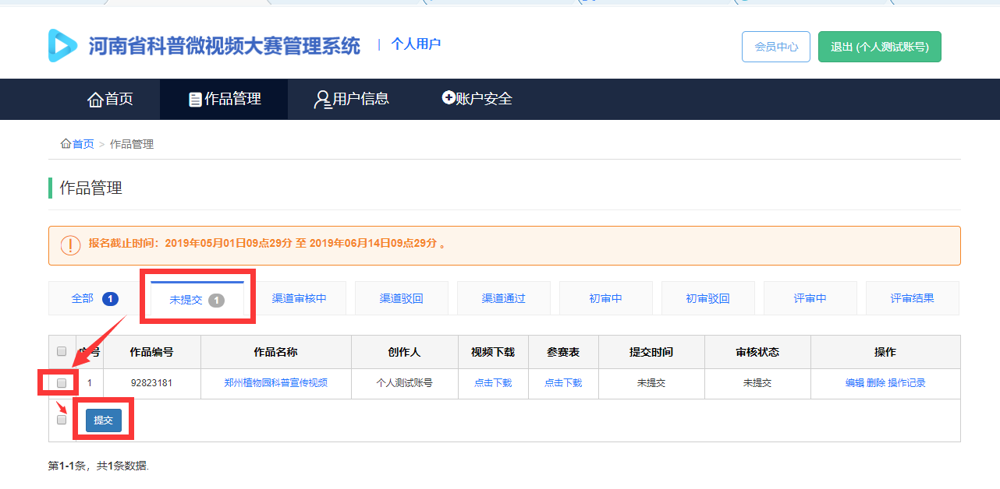 河南省科普微视频大赛管理系统 | 个人用户
会员中心 退出 (个人测试账号)
首页 作品管理 用户信息 账户安全
首页 > 作品管理
作品管理
报名截止时间：2019年05月01日09点29分 至 2019年06月14日09点29分 。
全部 1 未提交 1 渠道审核中 渠道驳回 渠道通过 初审中 初审驳回 评审中 评审结果
序号 作品编号 作品名称 创作人 视频下载 参赛表 提交时间 审核状态 操作
1 92823181 郑州植物园科普宣传视频 个人测试账号 点击下载 点击下载 未提交 未提交 编辑 删除 操作记录
提交
第1-1条，共1条数据.